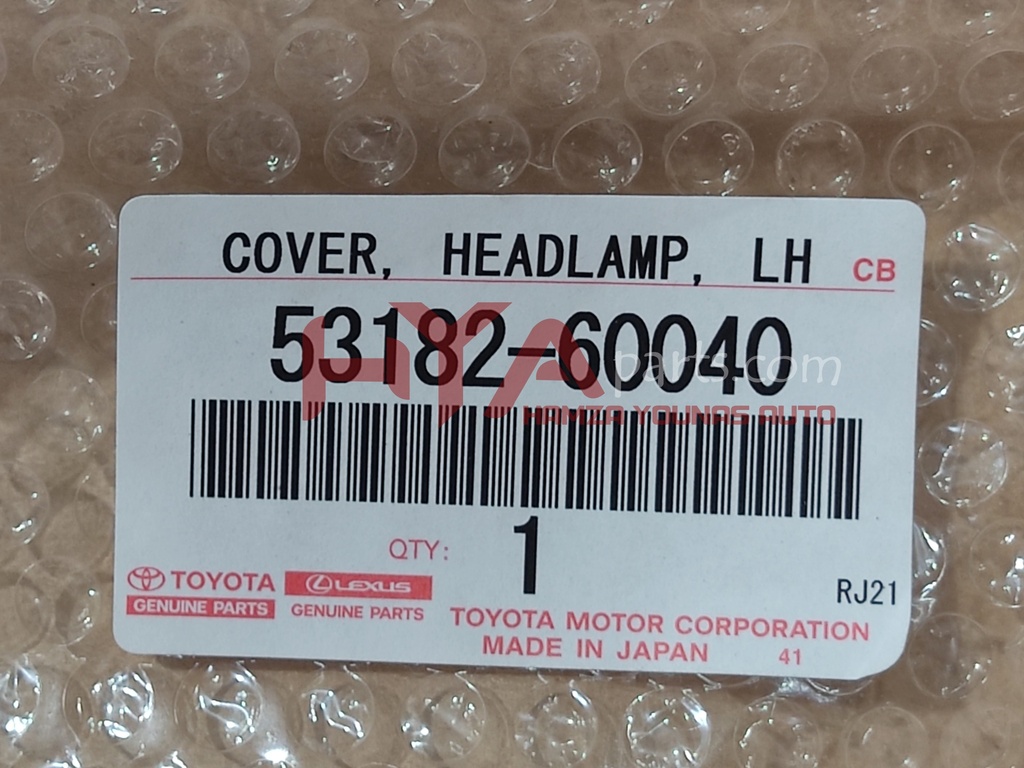 COVER, HEADLAMP, LH CB
53182-60040
HYA parts.com
HAMZA YOUNAS AUTO
QTY: 1
TOYOTA LEXUS RJ21
GENUINE PARTS GENUINE PARTS
TOYOTA MOTOR CORPORATION
MADE IN JAPAN 41